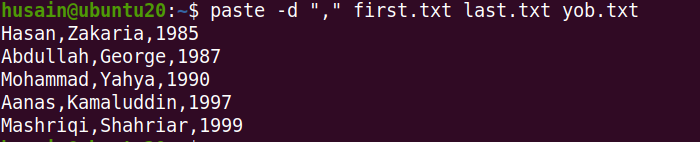 husain@ubuntu20:~$ paste -d "," first.txt last.txt yob.txt
Hasan,Zakaria,1985
Abdullah,George,1987
Mohammad,Yahya,1990
Aanas,Kamaluddin,1997
Mashriqi,Shahriar,1999